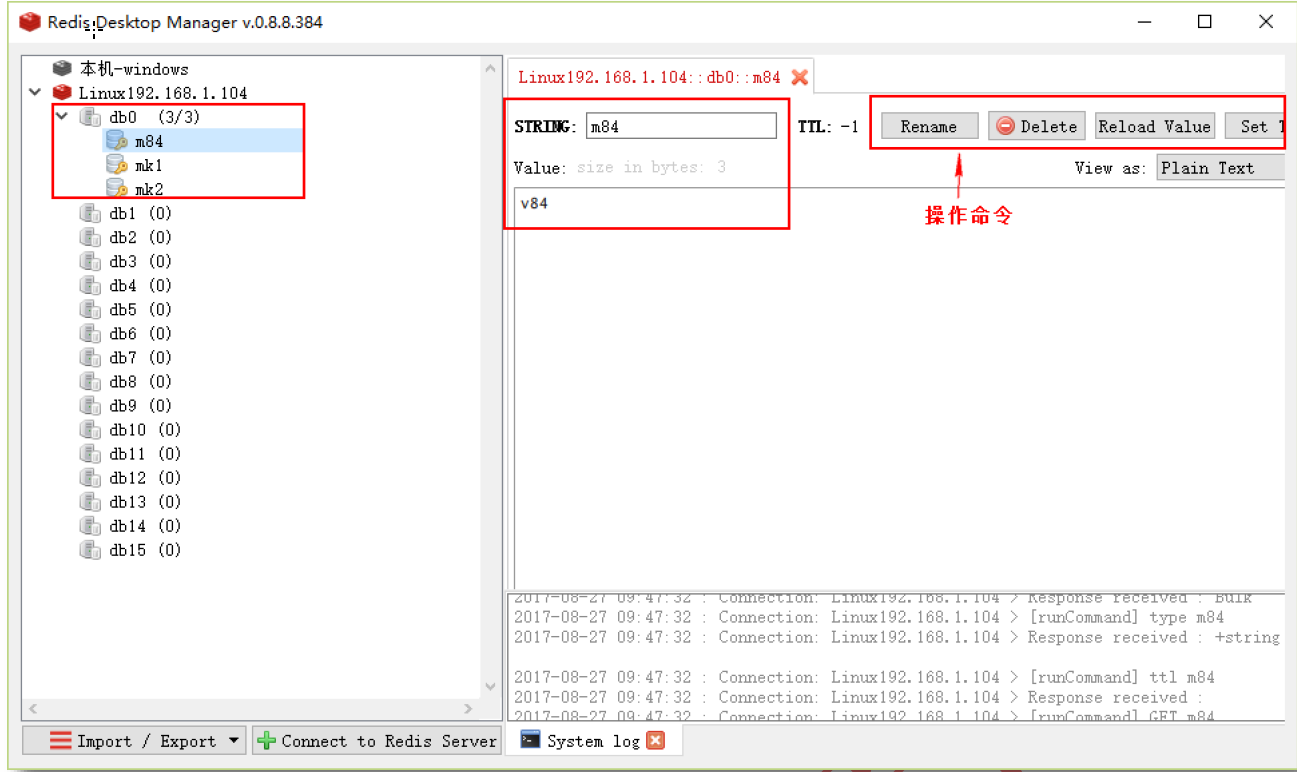 Redis Desktop Manager v.0.8.8.384
本机-windows
Linux192.168.1.104
db0 (3/3)
m84
mk1
mk2
db1 (0)
db2 (0)
db3 (0)
db4 (0)
db5 (0)
db6 (0)
db7 (0)
db8 (0)
db9 (0)
db10 (0)
db11 (0)
db12 (0)
db13 (0)
db14 (0)
db15 (0)
Import / Export
Connect to Redis Server
Linux192.168.1.104::db0::m84
STRING: m84 TTL: -1 Rename Delete Reload Value Set
Value: size in bytes: 3 View as: Plain Text
v84
操作命令
2017-08-27 09:47:32 : Connection: Linux192.168.1.104 > Response received : Bulk
2017-08-27 09:47:32 : Connection: Linux192.168.1.104 > [runCommand] type m84
2017-08-27 09:47:32 : Connection: Linux192.168.1.104 > Response received : +string
2017-08-27 09:47:32 : Connection: Linux192.168.1.104 > [runCommand] ttl m84
2017-08-27 09:47:32 : Connection: Linux192.168.1.104 > Response received :
2017-08-27 09:47:32 : Connection: Linux192.168.1.104 > [runCommand] GET m84
System log